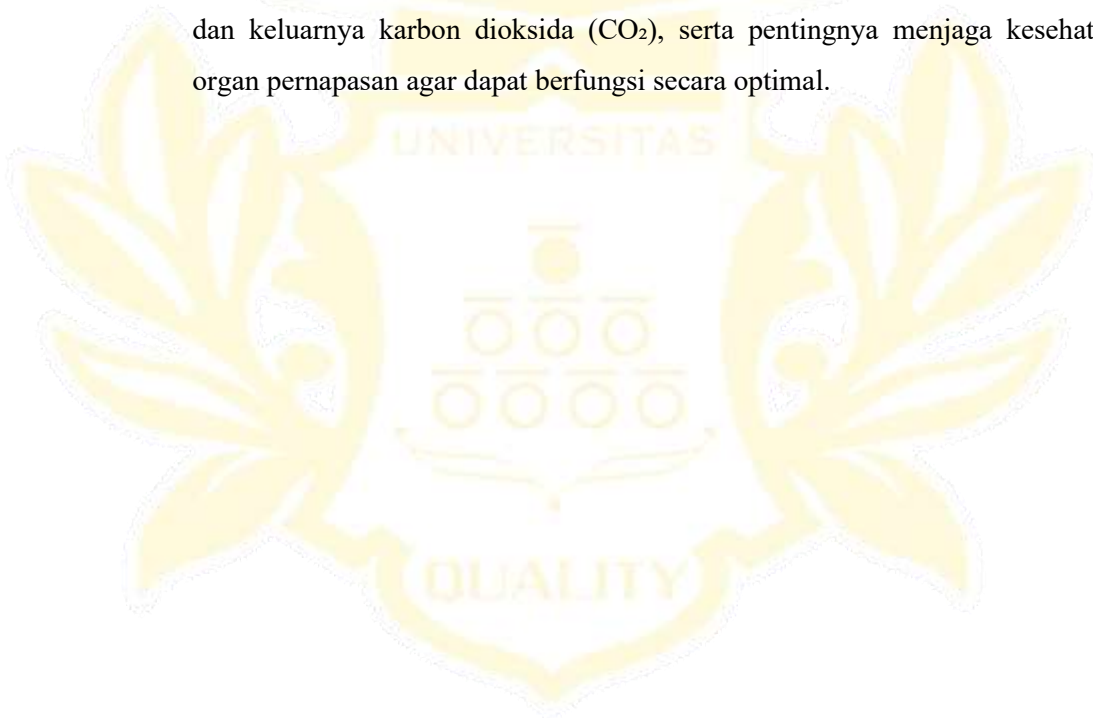 dan keluarnya karbon dioksida (CO₂), serta pentingnya menjaga kesehat
organ pernapasan agar dapat berfungsi secara optimal.
UNIVERSITAS
QUALITY